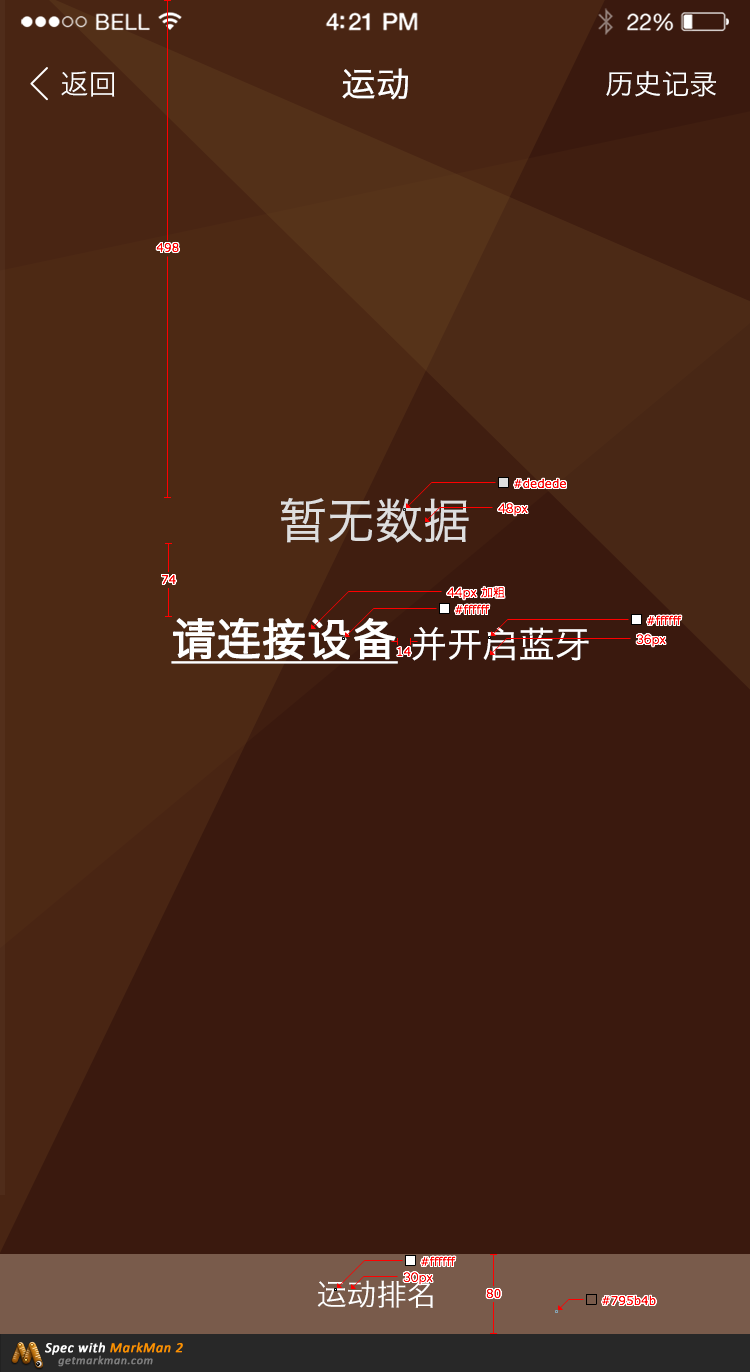 BELL 4:21 PM 22%
返回 运动 历史记录
498
#dedede
暂无数据 48px
74
44px 加粗
#ffffff
#ffffff
请连接设备 14 并开启蓝牙 36px
#ffffff
30px
运动排名 80 #795b4b
Spec with MarkMan 2
getmarkman.com